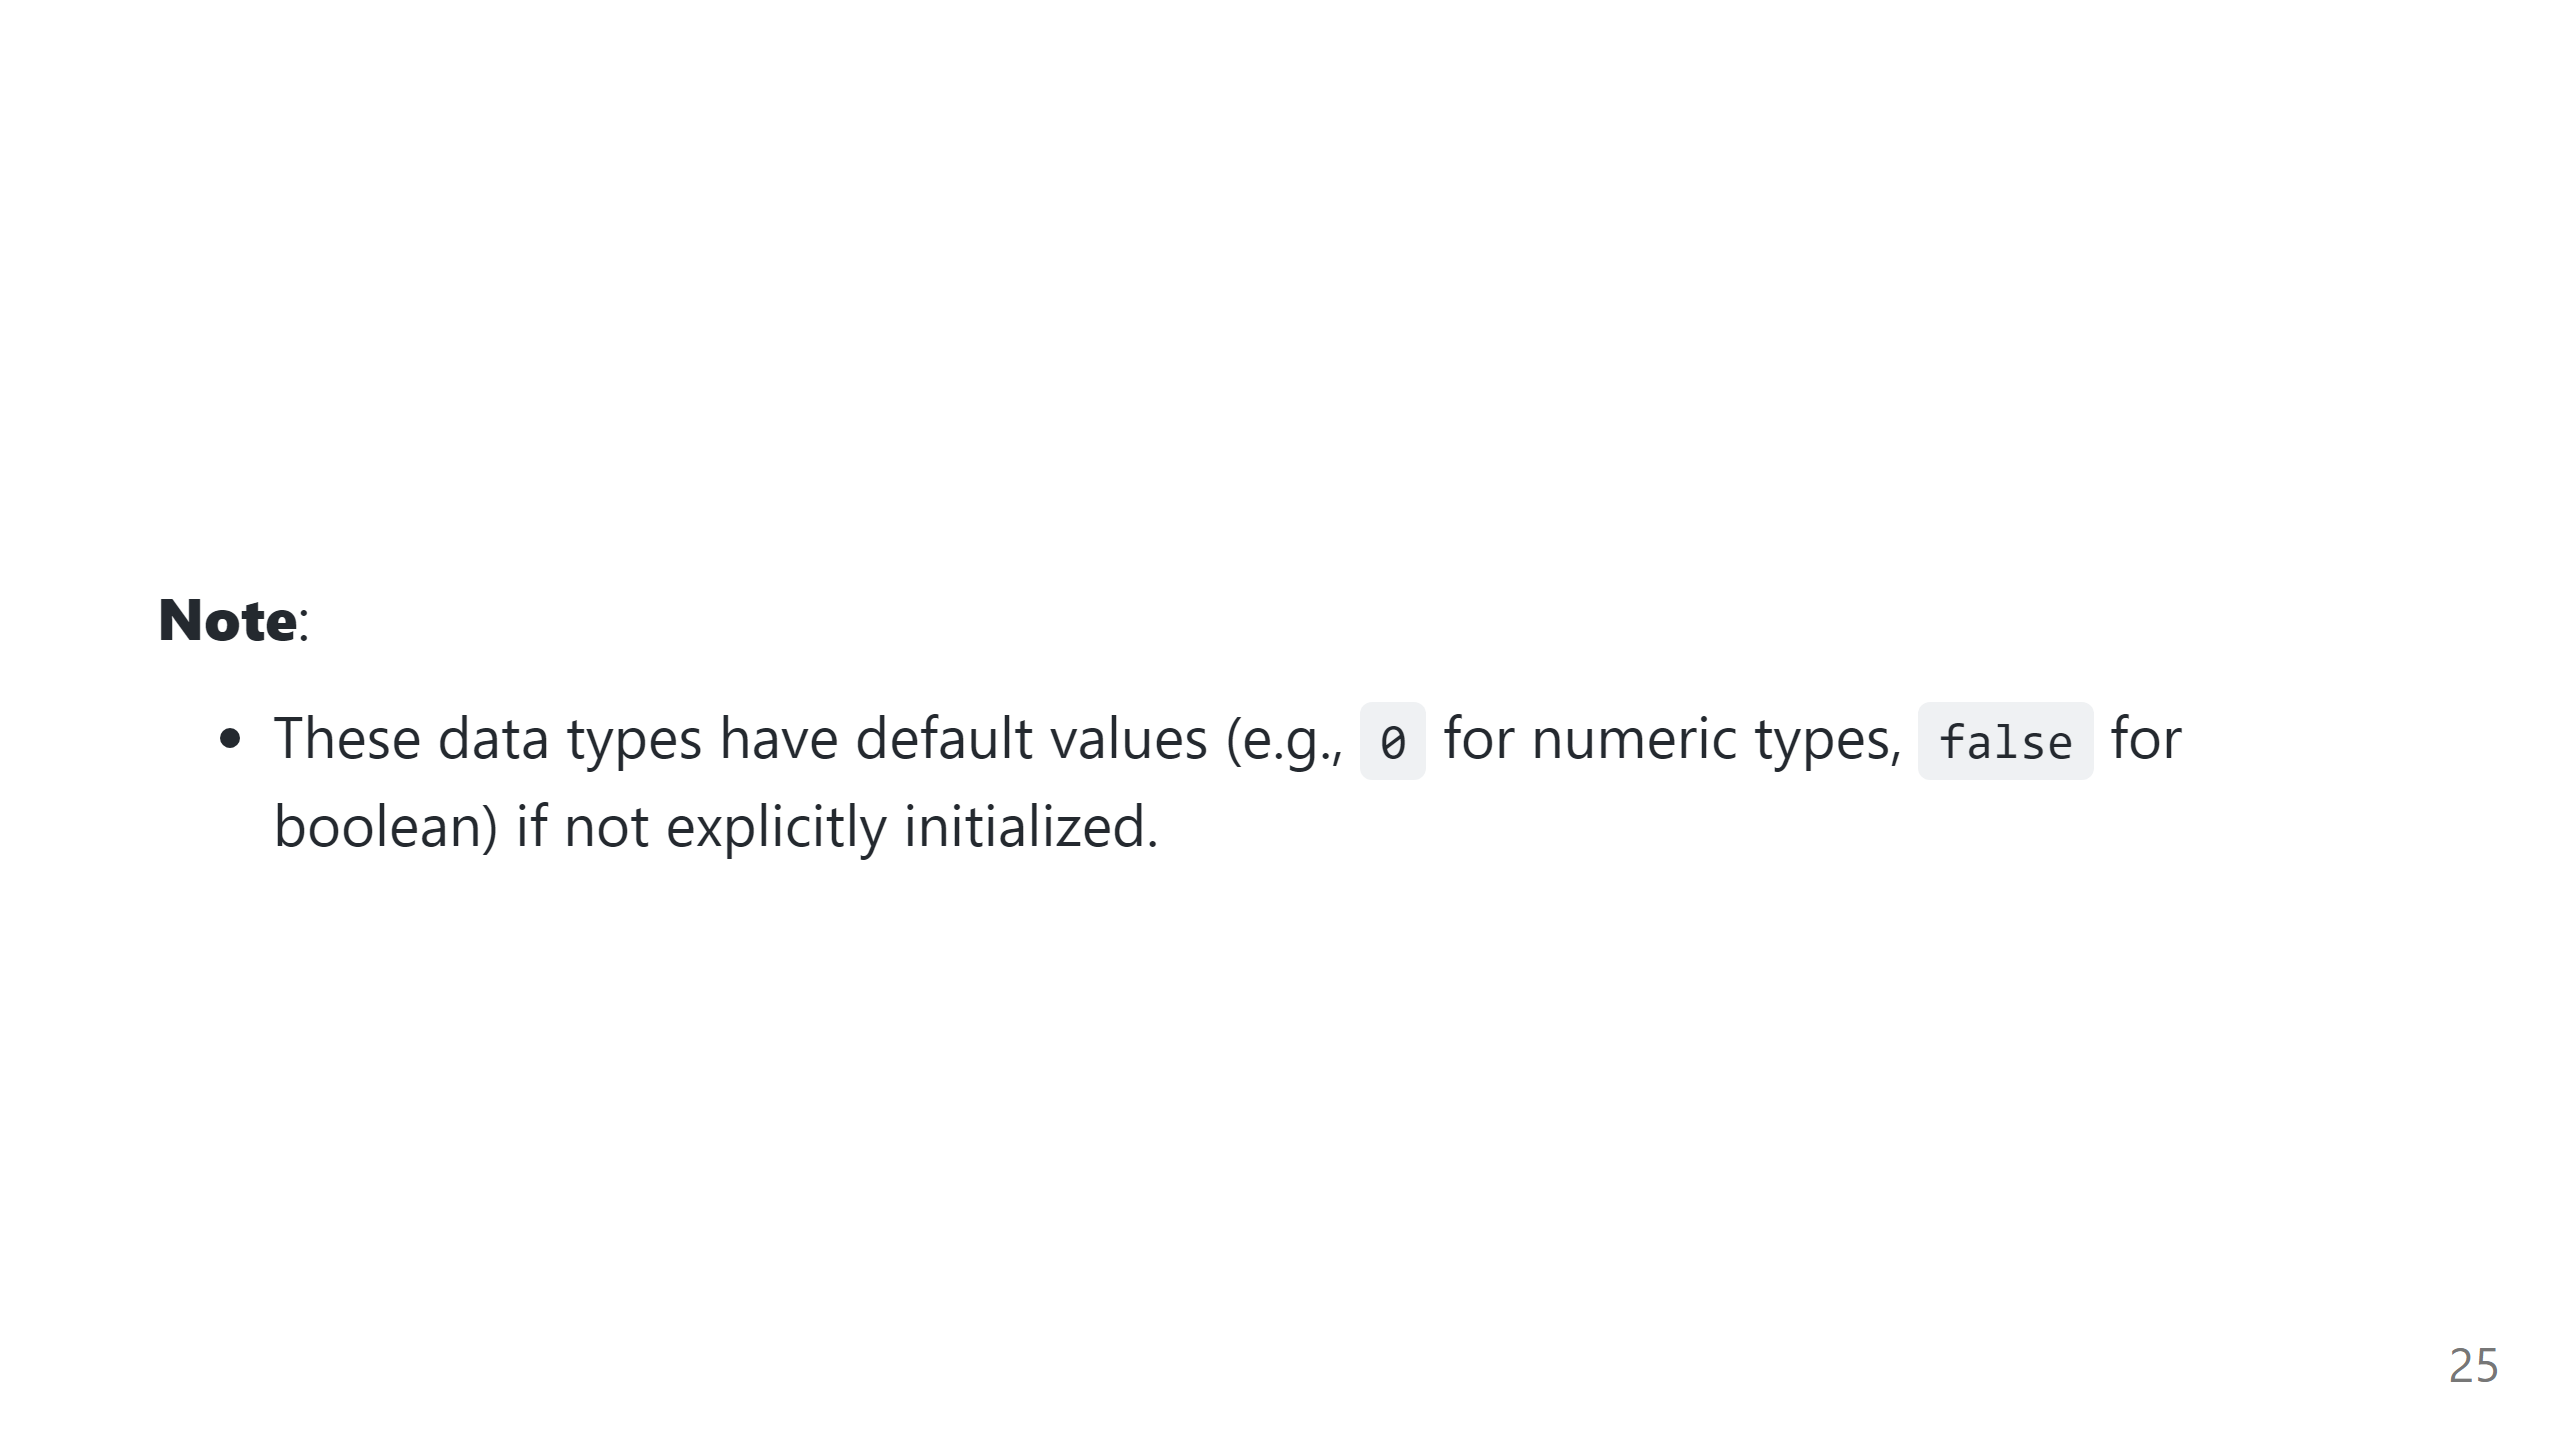 Note:
• These data types have default values (e.g., 0 for numeric types, false for
boolean) if not explicitly initialized.
25